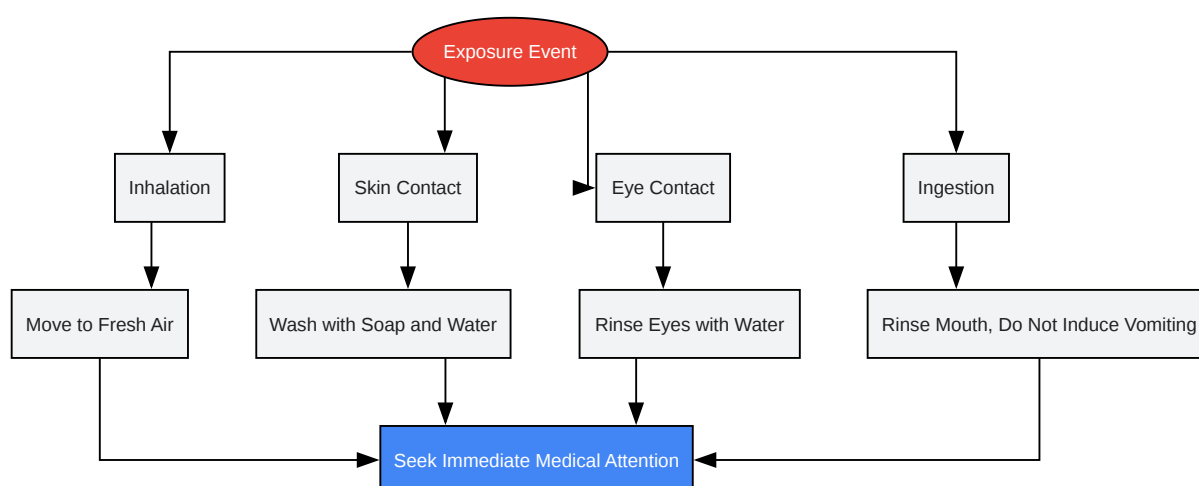 Exposure Event
Inhalation
Skin Contact
Eye Contact
Ingestion
Move to Fresh Air
Wash with Soap and Water
Rinse Eyes with Water
Rinse Mouth, Do Not Induce Vomiting
Seek Immediate Medical Attention